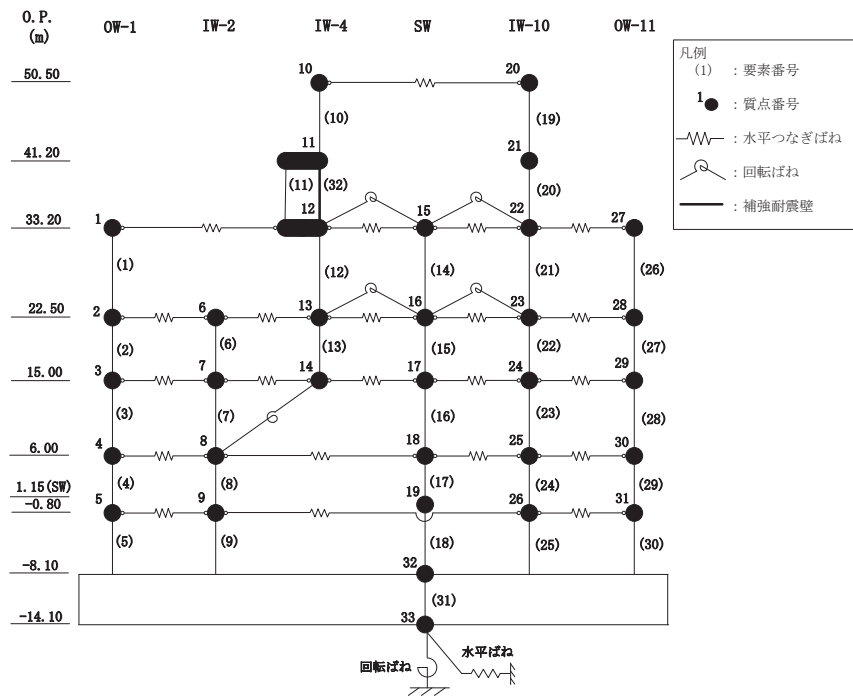 O.P.
(m)
OW-1 IW-2 IW-4 SW IW-10 OW-11
凡例
(1) : 要素番号
1 : 質点番号
: 水平つなぎばね
: 回転ばね
: 補強耐震壁
50.50 10 20
(10) (19)
41.20 11 21
(11) (32) (20)
33.20 1 12 15 22 27
(1) (12) (14) (21) (26)
22.50 2 6 13 16 23 28
(2) (6) (13) (15) (22) (27)
15.00 3 7 14 17 24 29
(3) (7) (16) (23) (28)
6.00 4 8 18 25 30
(4) (8) (17) (24) (29)
1.15(SW) 19
-0.80 5 9 26 31
(5) (9) (18) (25) (30)
-8.10 32
(31)
-14.10 33
回転ばね 水平ばね